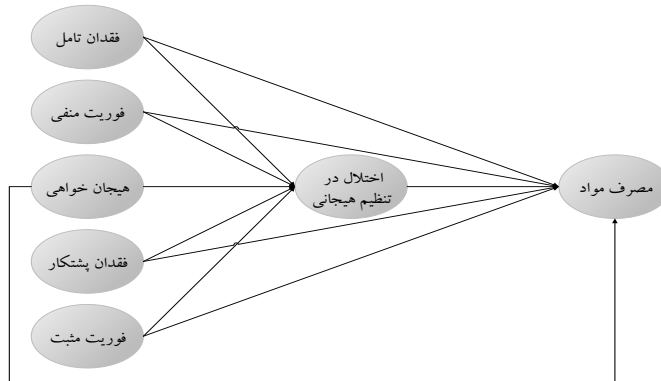 فقدان تامل
فوریت منفی
هیجان خواهی
فقدان پشتکار
فوریت مثبت
اختلال در
تنظیم هیجانی
مصرف مواد